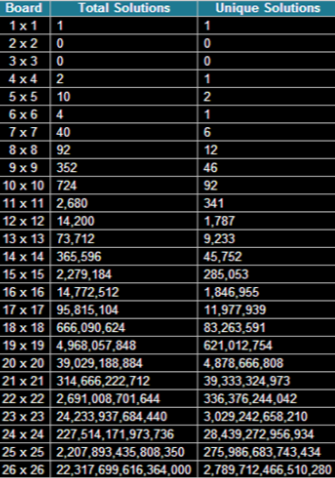 Board Total Solutions Unique Solutions
1 x 1 1 1
2 x 2 0 0
3 x 3 0 0
4 x 4 2 1
5 x 5 10 2
6 x 6 4 1
7 x 7 40 6
8 x 8 92 12
9 x 9 352 46
10 x 10 724 92
11 x 11 2,680 341
12 x 12 14,200 1,787
13 x 13 73,712 9,233
14 x 14 365,596 45,752
15 x 15 2,279,184 285,053
16 x 16 14,772,512 1,846,955
17 x 17 95,815,104 11,977,939
18 x 18 666,090,624 83,263,591
19 x 19 4,968,057,848 621,012,754
20 x 20 39,029,188,884 4,878,666,808
21 x 21 314,666,222,712 39,333,324,973
22 x 22 2,691,008,701,644 336,376,244,042
23 x 23 24,233,937,684,440 3,029,242,658,210
24 x 24 227,514,171,973,736 28,439,272,956,934
25 x 25 2,207,893,435,808,350 275,986,683,743,434
26 x 26 22,317,699,616,364,000 2,789,712,466,510,280